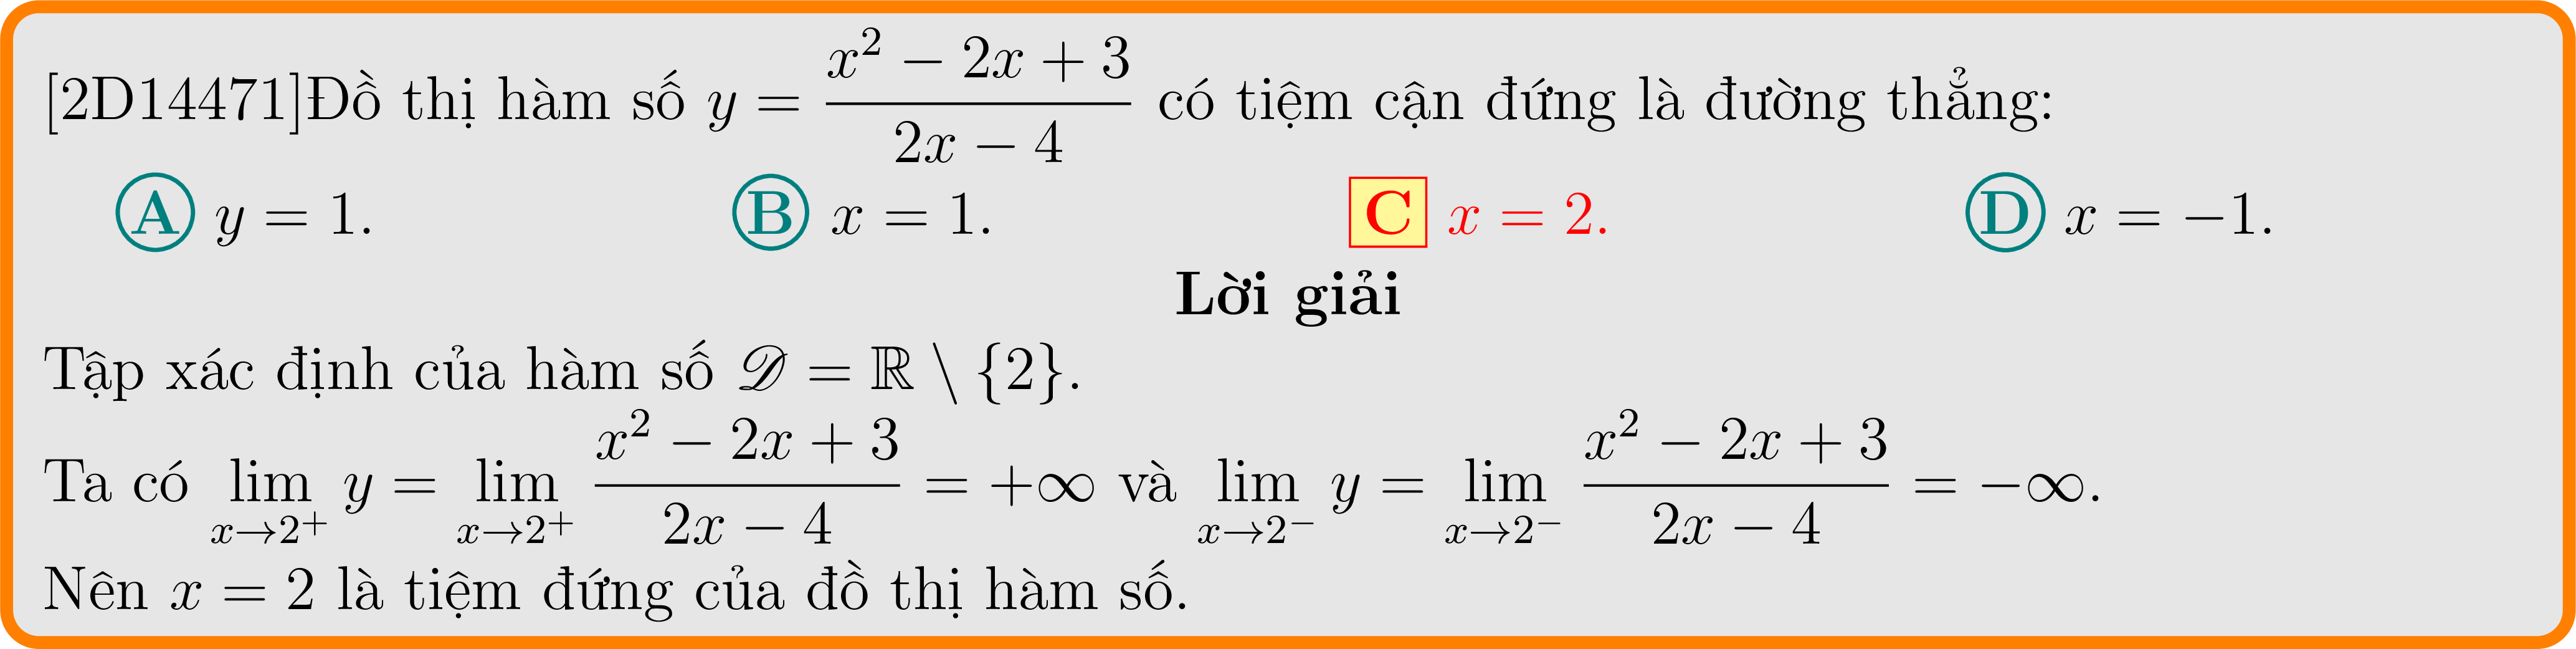 [2D14471]Đồ thị hàm số $y = \dfrac{x^2 - 2x + 3}{2x - 4}$ có tiệm cận đứng là đường thẳng:
A $y = 1.$ B $x = 1.$ C $x = 2.$ D $x = -1.$
Lời giải
Tập xác định của hàm số $\mathscr{D} = \mathbb{R} \setminus \{2\}.$
Ta có $\lim\limits_{x \to 2^+} y = \lim\limits_{x \to 2^+} \dfrac{x^2 - 2x + 3}{2x - 4} = +\infty$ và $\lim\limits_{x \to 2^-} y = \lim\limits_{x \to 2^-} \dfrac{x^2 - 2x + 3}{2x - 4} = -\infty.$
Nên $x = 2$ là tiệm đứng của đồ thị hàm số.